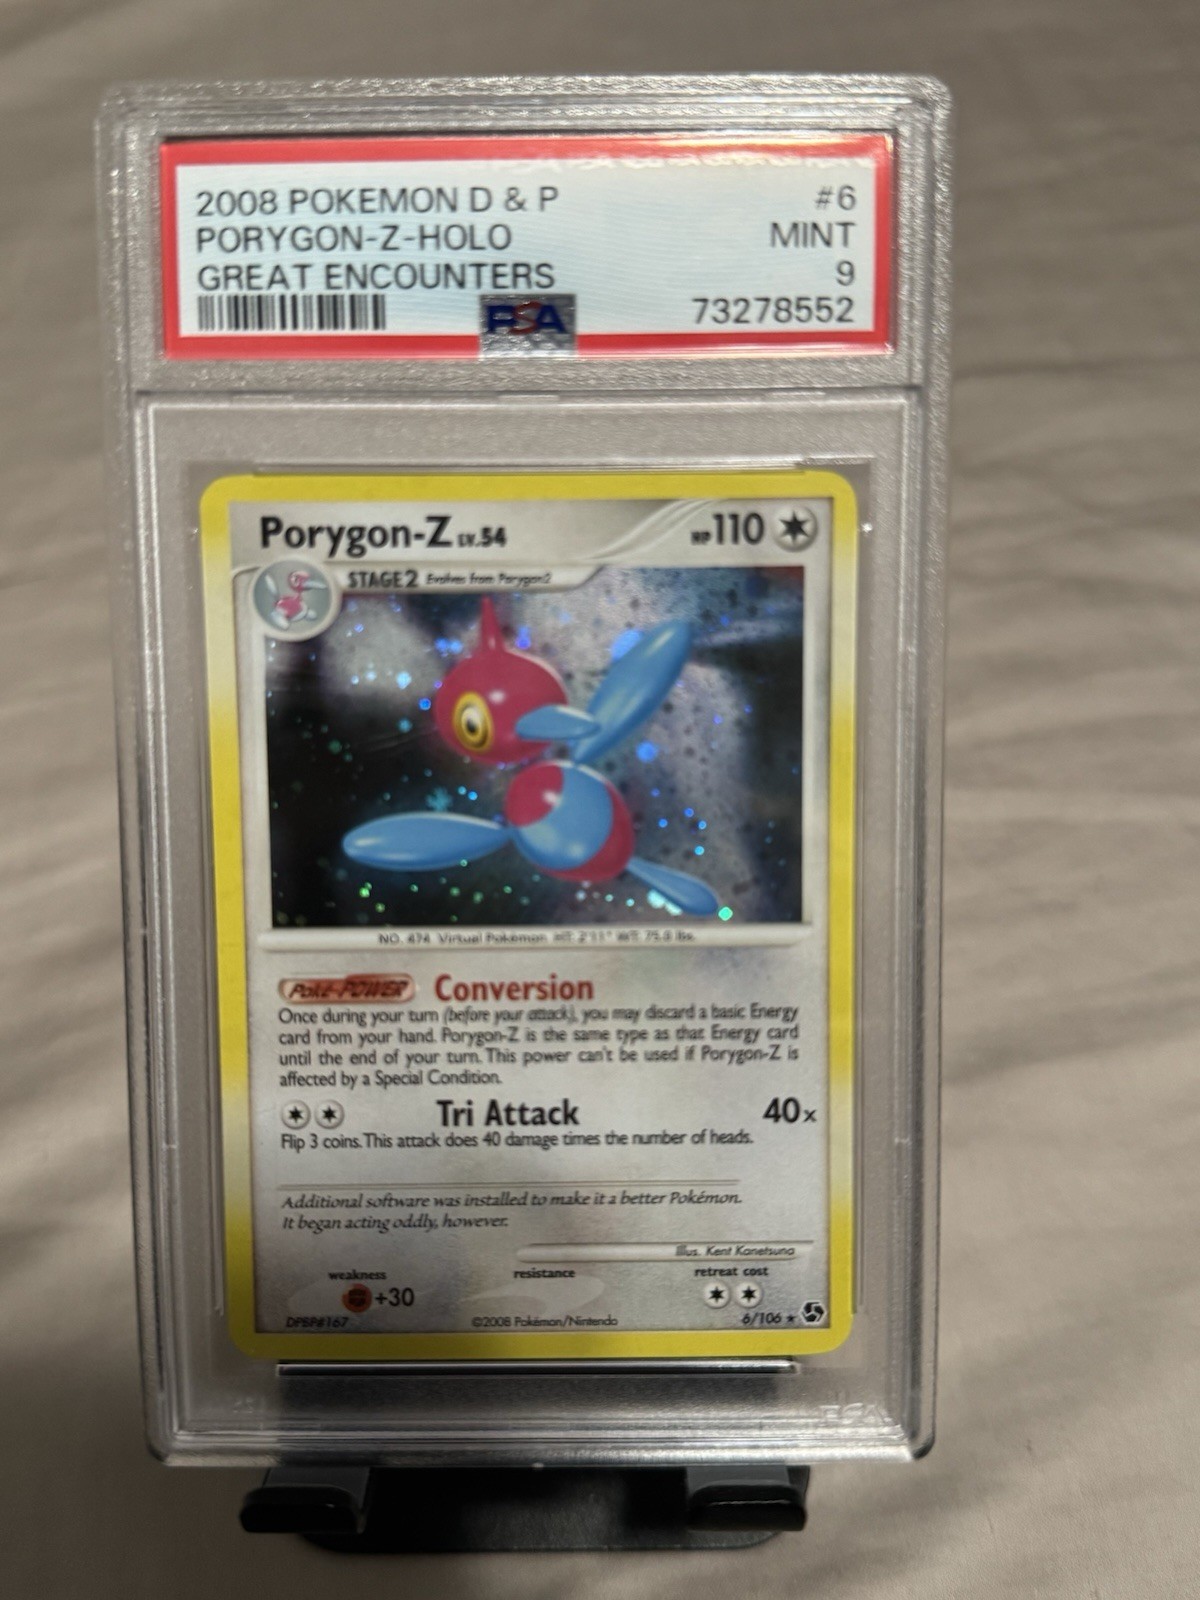 2008 POKEMON D & P #6
PORYGON-Z-HOLO MINT
GREAT ENCOUNTERS 9
PSA 73278552
Porygon-Z LV.54 HP 110
STAGE2 Evolves from Porygon2
NO. 474 Virtual Pokémon HT: 2'11" WT: 75.0 lbs.
Poké-POWER Conversion
Once during your turn (before your attack), you may discard a basic Energy
card from your hand. Porygon-Z is the same type as that Energy card
until the end of your turn. This power can't be used if Porygon-Z is
affected by a Special Condition.
Tri Attack 40x
Flip 3 coins. This attack does 40 damage times the number of heads.
Additional software was installed to make it a better Pokémon.
It began acting oddly, however.
Illus. Kent Kanetsuna
weakness resistance retreat cost
+30
DPBP#167 ©2008 Pokémon/Nintendo 6/106 ★
PSA